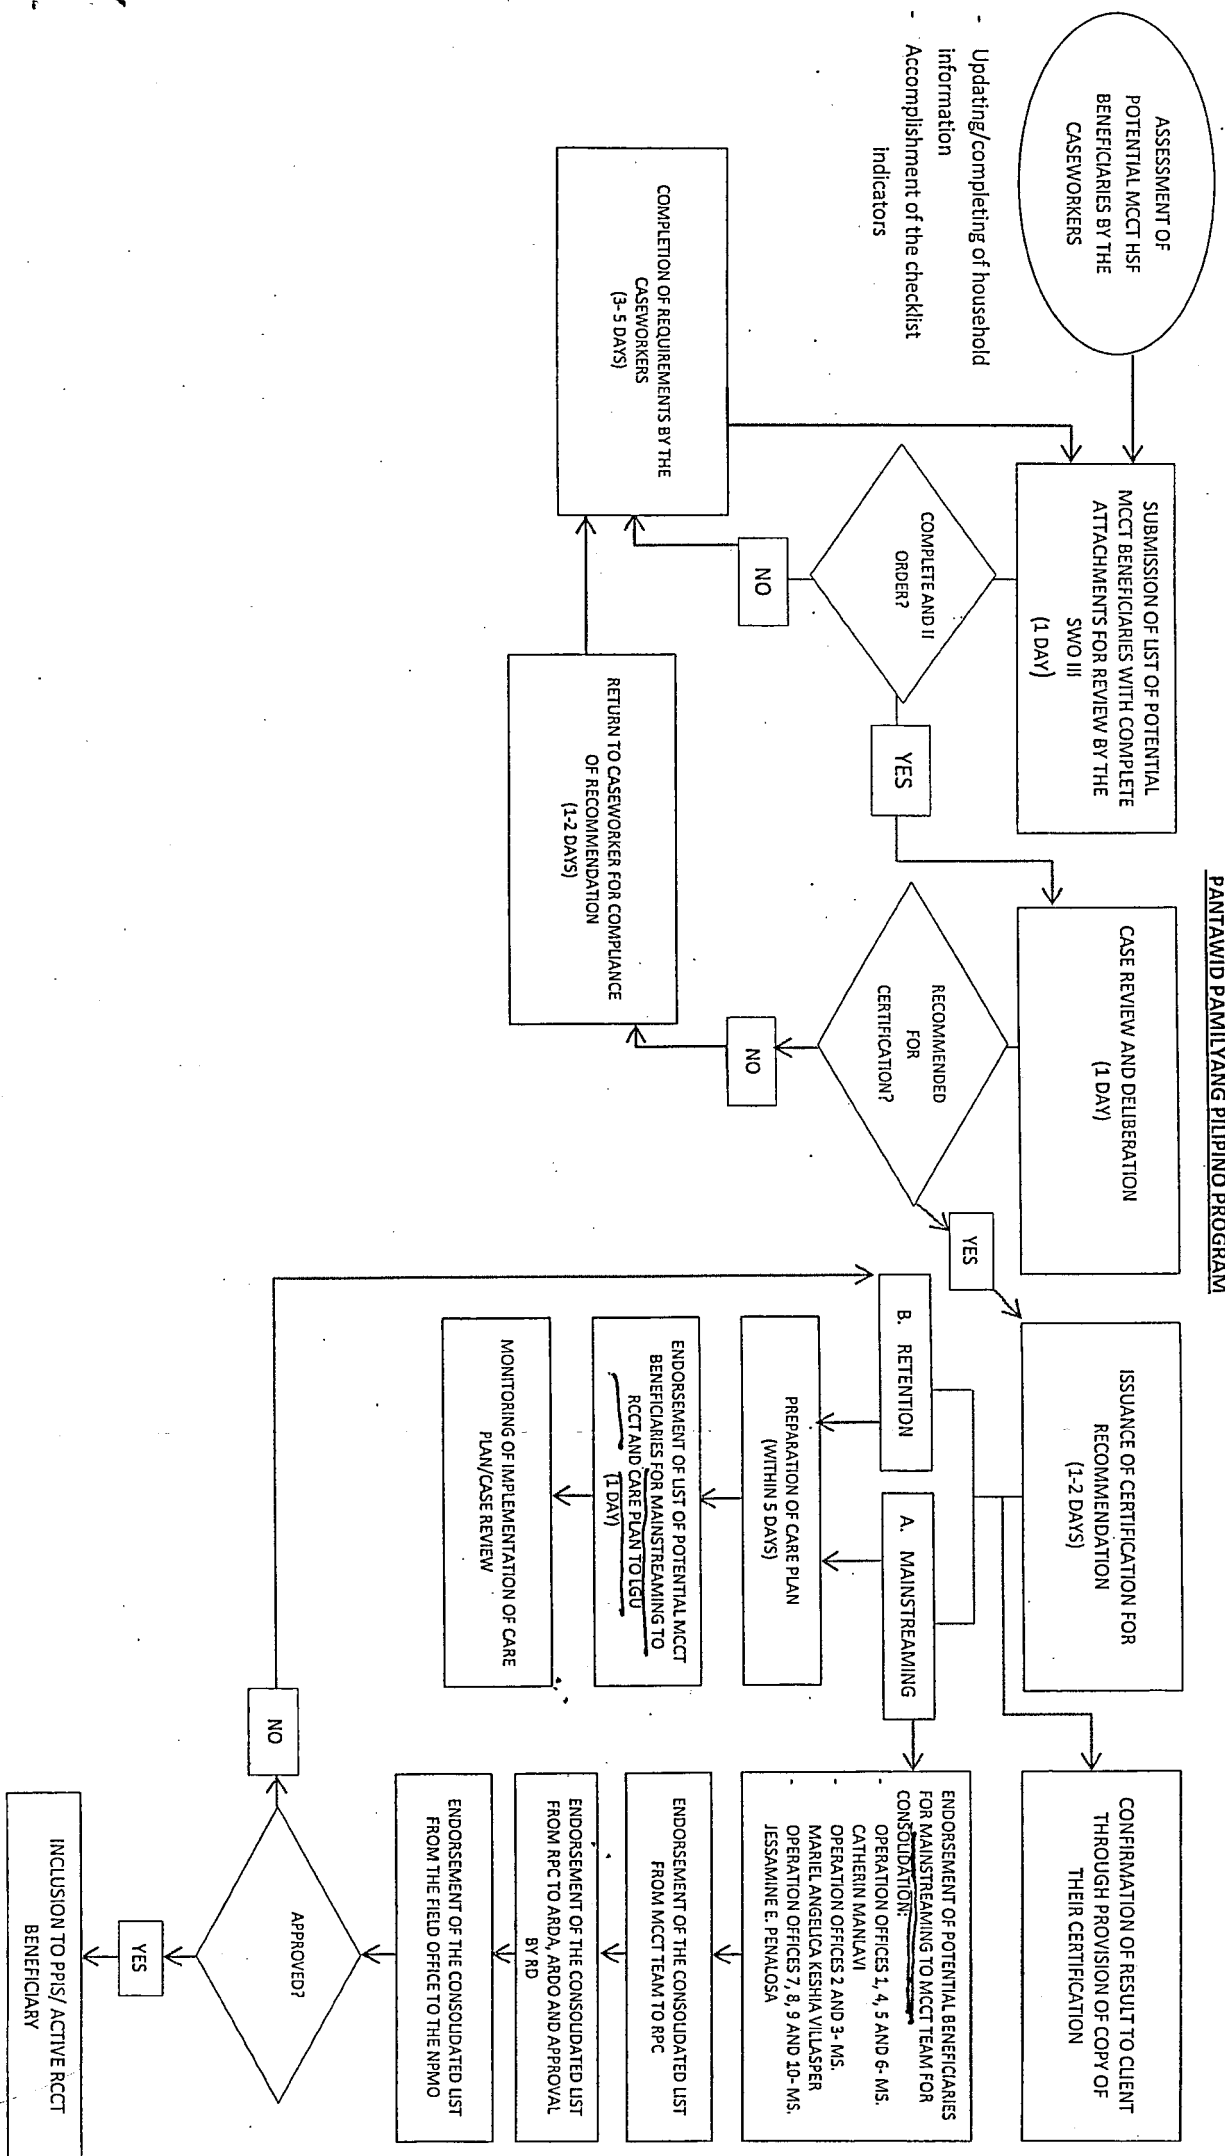 PANTAWID PAMILYANG PILIPINO PROGRAM
ASSESSMENT OF
POTENTIAL MCCT HSF
BENEFICIARIES BY THE
CASEWORKERS
- Updating/completing of household
information
- Accomplishment of the checklist
indicators
SUBMISSION OF LIST OF POTENTIAL
MCCT BENEFICIARIES WITH COMPLETE
ATTACHMENTS FOR REVIEW BY THE
SWO III
(1 DAY)
COMPLETE AND II
ORDER?
NO
YES
COMPLETION OF REQUIREMENTS BY THE
CASEWORKERS
(3- 5 DAYS)
CASE REVIEW AND DELIBERATION
(1 DAY)
RECOMMENDED
FOR
CERTIFICATION?
NO
YES
RETURN TO CASEWORKER FOR COMPLIANCE
OF RECOMMENDATION
(1-2 DAYS)
ISSUANCE OF CERTIFICATION FOR
RECOMMENDATION
(1-2 DAYS)
CONFIRMATION OF RESULT TO CLIENT
THROUGH PROVISION OF COPY OF
THEIR CERTIFICATION
B. RETENTION
A. MAINSTREAMING
PREPARATION OF CARE PLAN
(WITHIN 5 DAYS)
ENDORSEMENT OF LIST OF POTENTIAL MCCT
BENEFICIARIES FOR MAINSTREAMING TO
RCCT AND CARE PLAN TO LGU
(1 DAY)
MONITORING OF IMPLEMENTATION OF CARE
PLAN/CASE REVIEW
ENDORSEMENT OF POTENTIAL BENEFICIARIES
FOR MAINSTREAMING TO MCCT TEAM FOR
CONSOLIDATION:
- OPERATION OFFICES 1, 4, 5 AND 6- MS.
CATHERIN MANLAVI
- OPERATION OFFICES 2 AND 3- MS.
MARIEL ANGELICA KESHIA VILLASPER
- OPERATION OFFICES 7, 8, 9 AND 10- MS.
JESSAMINE E. PENALOSA
ENDORSEMENT OF THE CONSOLIDATED LIST
FROM MCCT TEAM TO RPC
ENDORSEMENT OF THE CONSOLIDATED LIST
FROM RPC TO ARDA, ARDO AND APPROVAL
BY RD
ENDORSEMENT OF THE CONSOLIDATED LIST
FROM THE FIELD OFFICE TO THE NPMO
APPROVED?
NO
YES
INCLUSION TO PPIS/ ACTIVE RCCT
BENEFICIARY